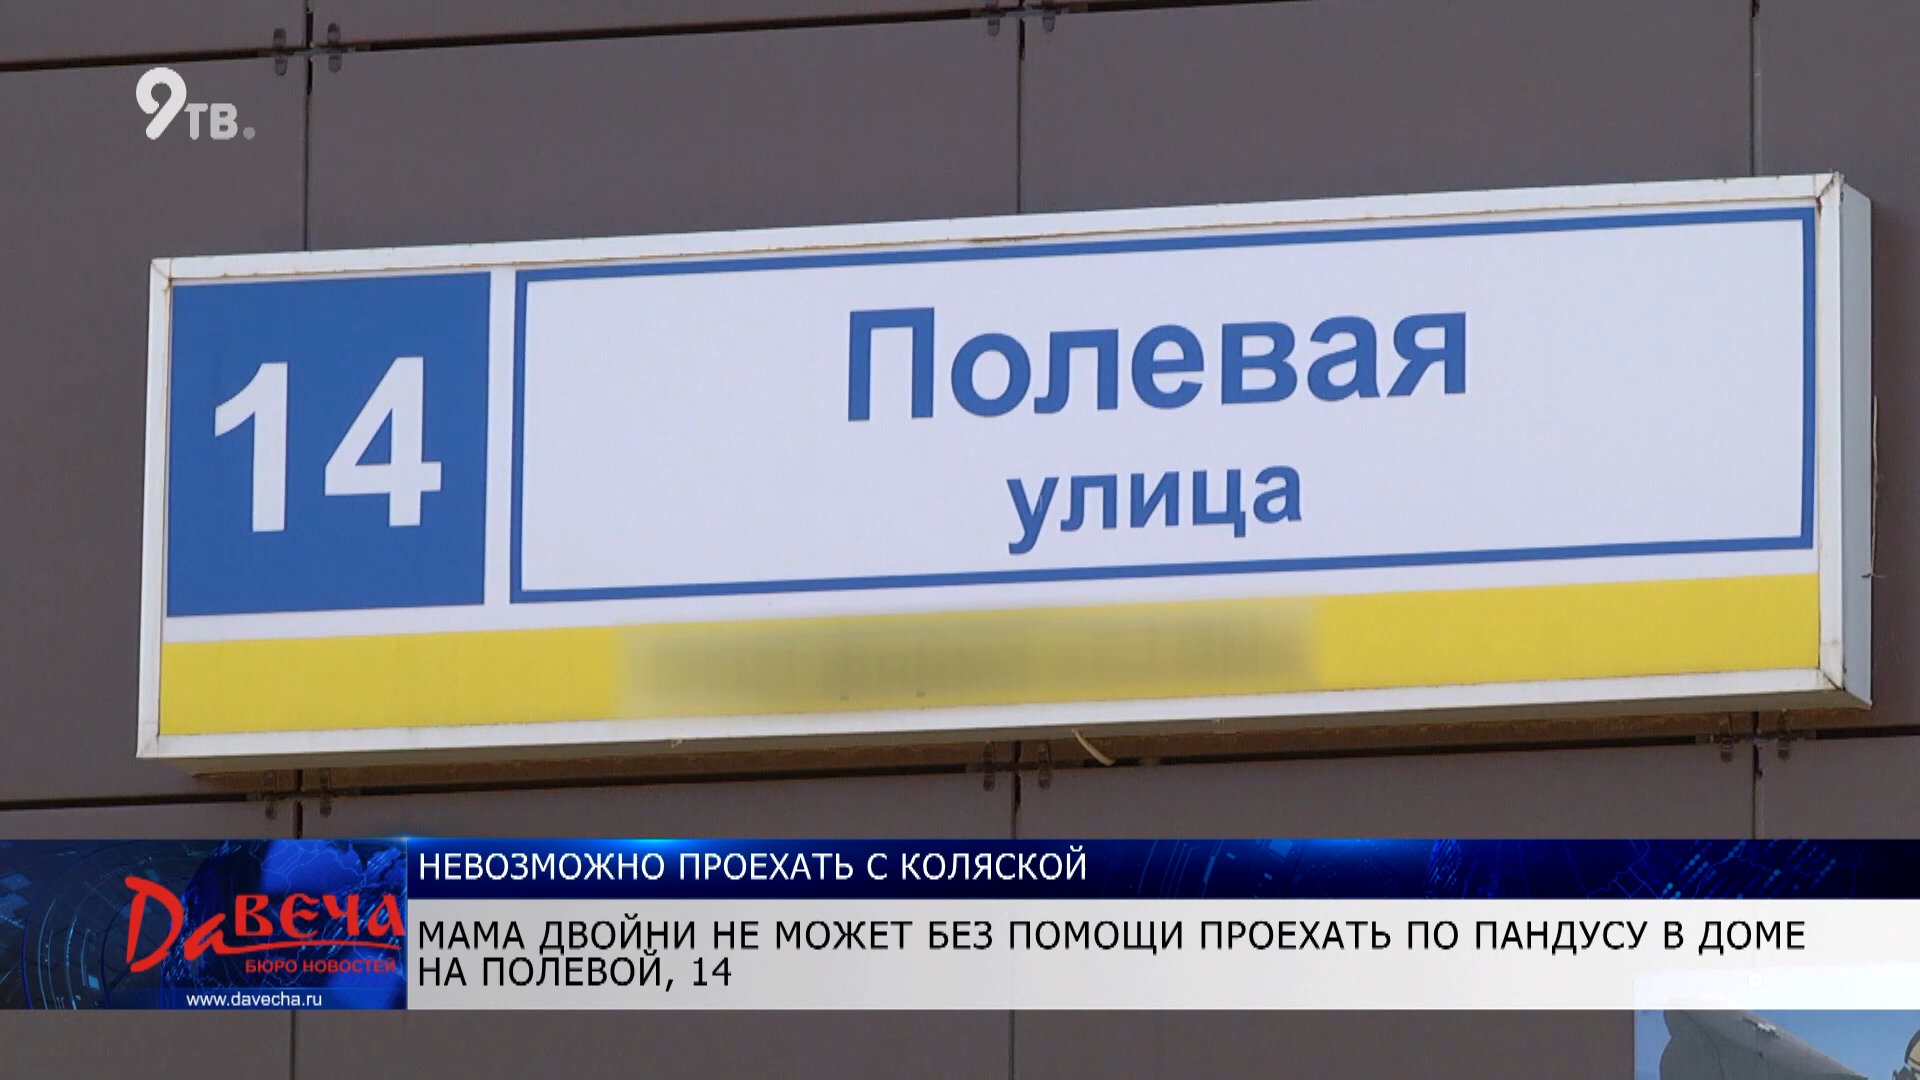 9ТВ.
14
Полевая
улица
НЕВОЗМОЖНО ПРОЕХАТЬ С КОЛЯСКОЙ
ДаВЕЧА
БЮРО НОВОСТЕЙ
www.davecha.ru
МАМА ДВОЙНИ НЕ МОЖЕТ БЕЗ ПОМОЩИ ПРОЕХАТЬ ПО ПАНДУСУ В ДОМЕ
НА ПОЛЕВОЙ, 14